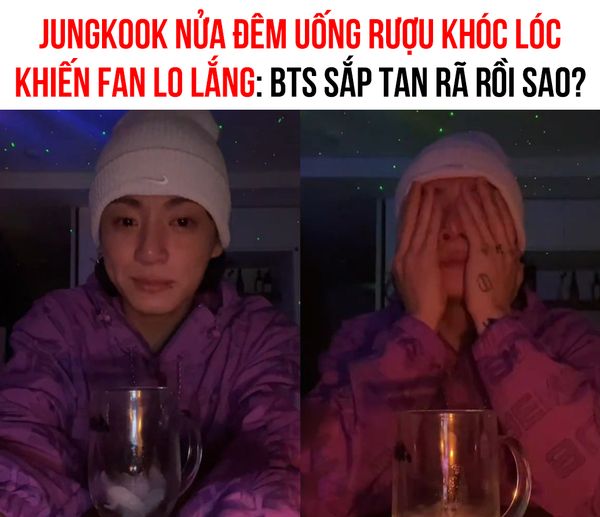 JUNGKOOK NỬA ĐÊM UỐNG RƯỢU KHÓC LÓC
KHIẾN FAN LO LẮNG: BTS SẮP TAN RÃ RỒI SAO?